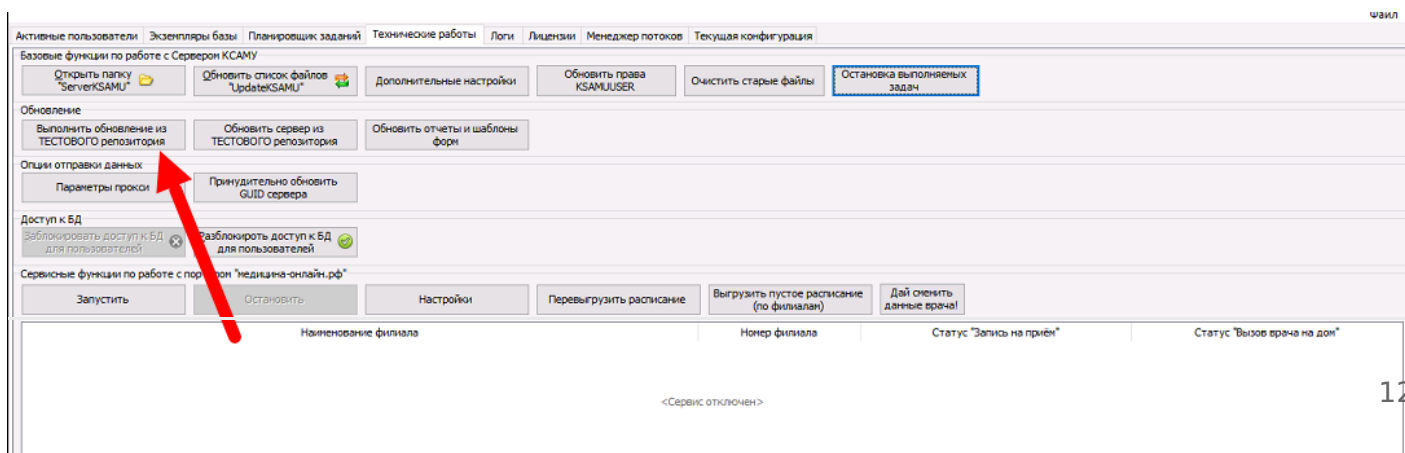 Файл
Активные пользователи Экземпляры базы Планировщик заданий Технические работы Логи Лицензии Менеджер потоков Текущая конфигурация
Базовые функции по работе с Сервером КСАМУ
Открыть папку "ServerKSAMU"
Обновить список файлов "UpdateKSAMU"
Дополнительные настройки
Обновить права KSAMUUSER
Очистить старые файлы
Остановка выполняемых задач
Обновление
Выполнить обновление из ТЕСТОВОГО репозитория
Обновить сервер из ТЕСТОВОГО репозитория
Обновить отчеты и шаблоны форм
Опции отправки данных
Параметры прокси
Принудительно обновить GUID сервера
Доступ к БД
Заблокировать доступ к БД для пользователей
Разблокироть доступ к БД для пользователей
Сервисные функции по работе с порталом "медицина-онлайн.рф"
Запустить
Остановить
Настройки
Перевыгрузить расписание
Выгрузить пустое расписание (по филиалам)
Дай сменить данные врача!
Наименование филиала Номер филиала Статус "Запись на приём" Статус "Вызов врача на дом"
<Сервис отключен>
12